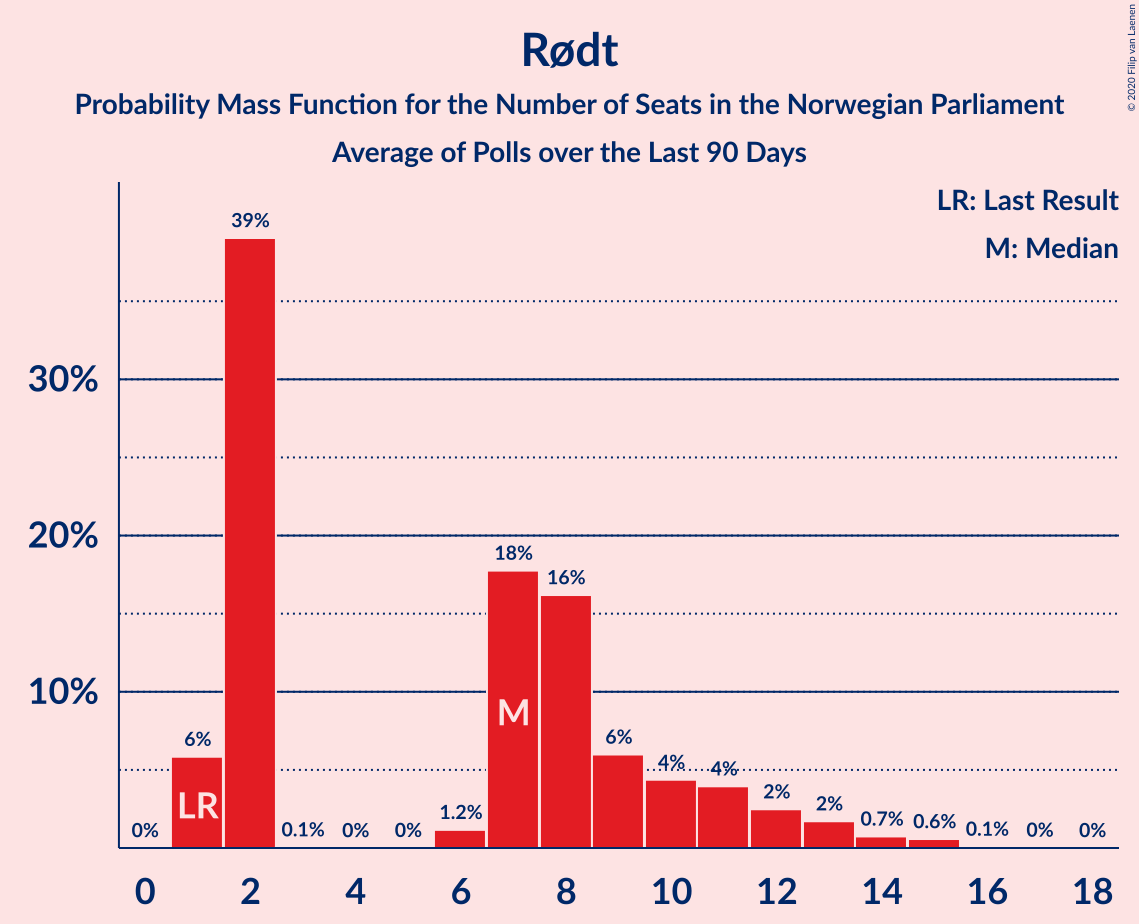 Rødt
Probability Mass Function for the Number of Seats in the Norwegian Parliament
Average of Polls over the Last 90 Days
© 2020 Filip van Laenen
LR: Last Result
M: Median
30%
20%
10%
0%
6%
39%
0.1%
0%
0%
1.2%
18%
16%
6%
4%
4%
2%
2%
0.7%
0.6%
0.1%
0%
0%
LR
M
0 2 4 6 8 10 12 14 16 18